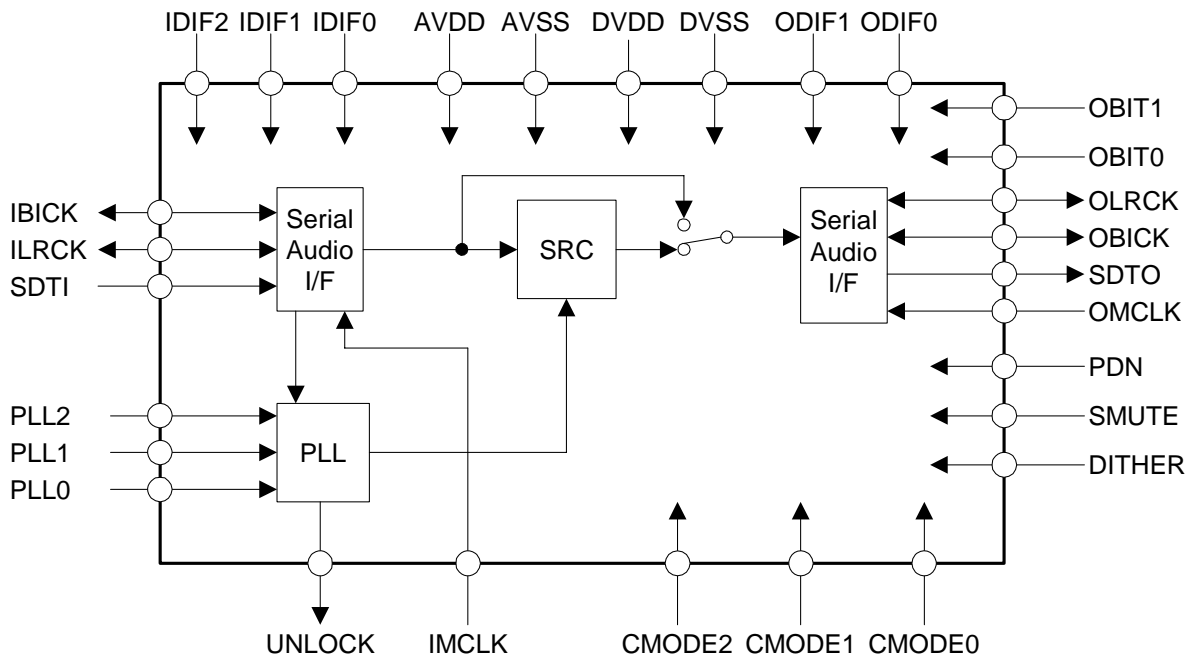 IDIF2 IDIF1 IDIF0 AVDD AVSS DVDD DVSS ODIF1 ODIF0
OBIT1
OBIT0
IBICK
ILRCK
SDTI
Serial
Audio
I/F
SRC
Serial
Audio
I/F
OLRCK
OBICK
SDTO
OMCLK
PDN
SMUTE
DITHER
PLL2
PLL1
PLL0
PLL
UNLOCK IMCLK CMODE2 CMODE1 CMODE0